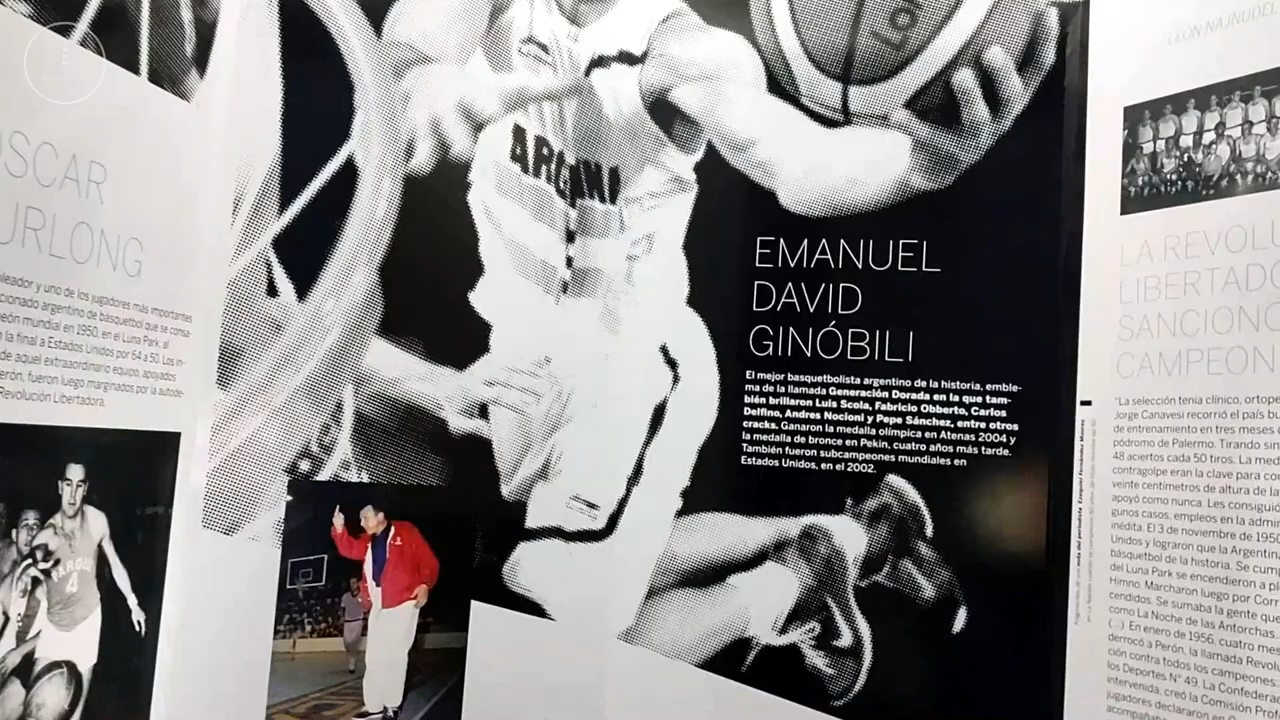 OSCAR
FURLONG
goleador y uno de los jugadores más importantes
seleccionado argentino de básquetbol que se consa-
mundial en 1950, en el Luna Park, al
la final a Estados Unidos por 64 a 50. Los in-
de aquel extraordinario equipo, apoyados
Perón, fueron luego marginados por la autode-
Revolución Libertadora.
PARQUE
4
ARGENTINA
EMANUEL
DAVID
GINÓBILI
El mejor basquetbolista argentino de la historia, emble-
ma de la llamada Generación Dorada en la que tam-
bién brillaron Luis Scola, Fabricio Obberto, Carlos
Delfino, Andres Nocioni y Pepe Sánchez, entre otros
cracks. Ganaron la medalla olímpica en Atenas 2004 y
la medalla de bronce en Pekin, cuatro años más tarde.
También fueron subcampeones mundiales en
Estados Unidos, en el 2002.
LEÓN NAJNUDEL
LA REVOLU
LIBERTADO
SANCIONÓ
CAMPEON
"La selección tenía clínico, ortope
Jorge Canavesi recorrió el país bu
de entrenamiento en tres meses
pódromo de Palermo. Tirando sin
48 aciertos cada 50 tiros. La med
contragolpe eran la clave para co
veinte centímetros de altura de la
apoyó como nunca. Les consiguió
gunos casos, empleos en la admi
inédita. El 3 de noviembre de 1950
Unidos y lograron que la Argentina
básquetbol de la historia. Se cump
del Luna Park se encendieron a pl
Himno. Marcharon luego por Corr
cendidos. Se sumaba la gente que
como La Noche de las Antorchas.
(...) En enero de 1956, cuatro mes
derrocó a Perón, la llamada Revolu
ción contra todos los campeones.
los Deportes N° 49. La Confedera
intervenida, creó la Comisión Prof
jugadores declararon en
acompaña